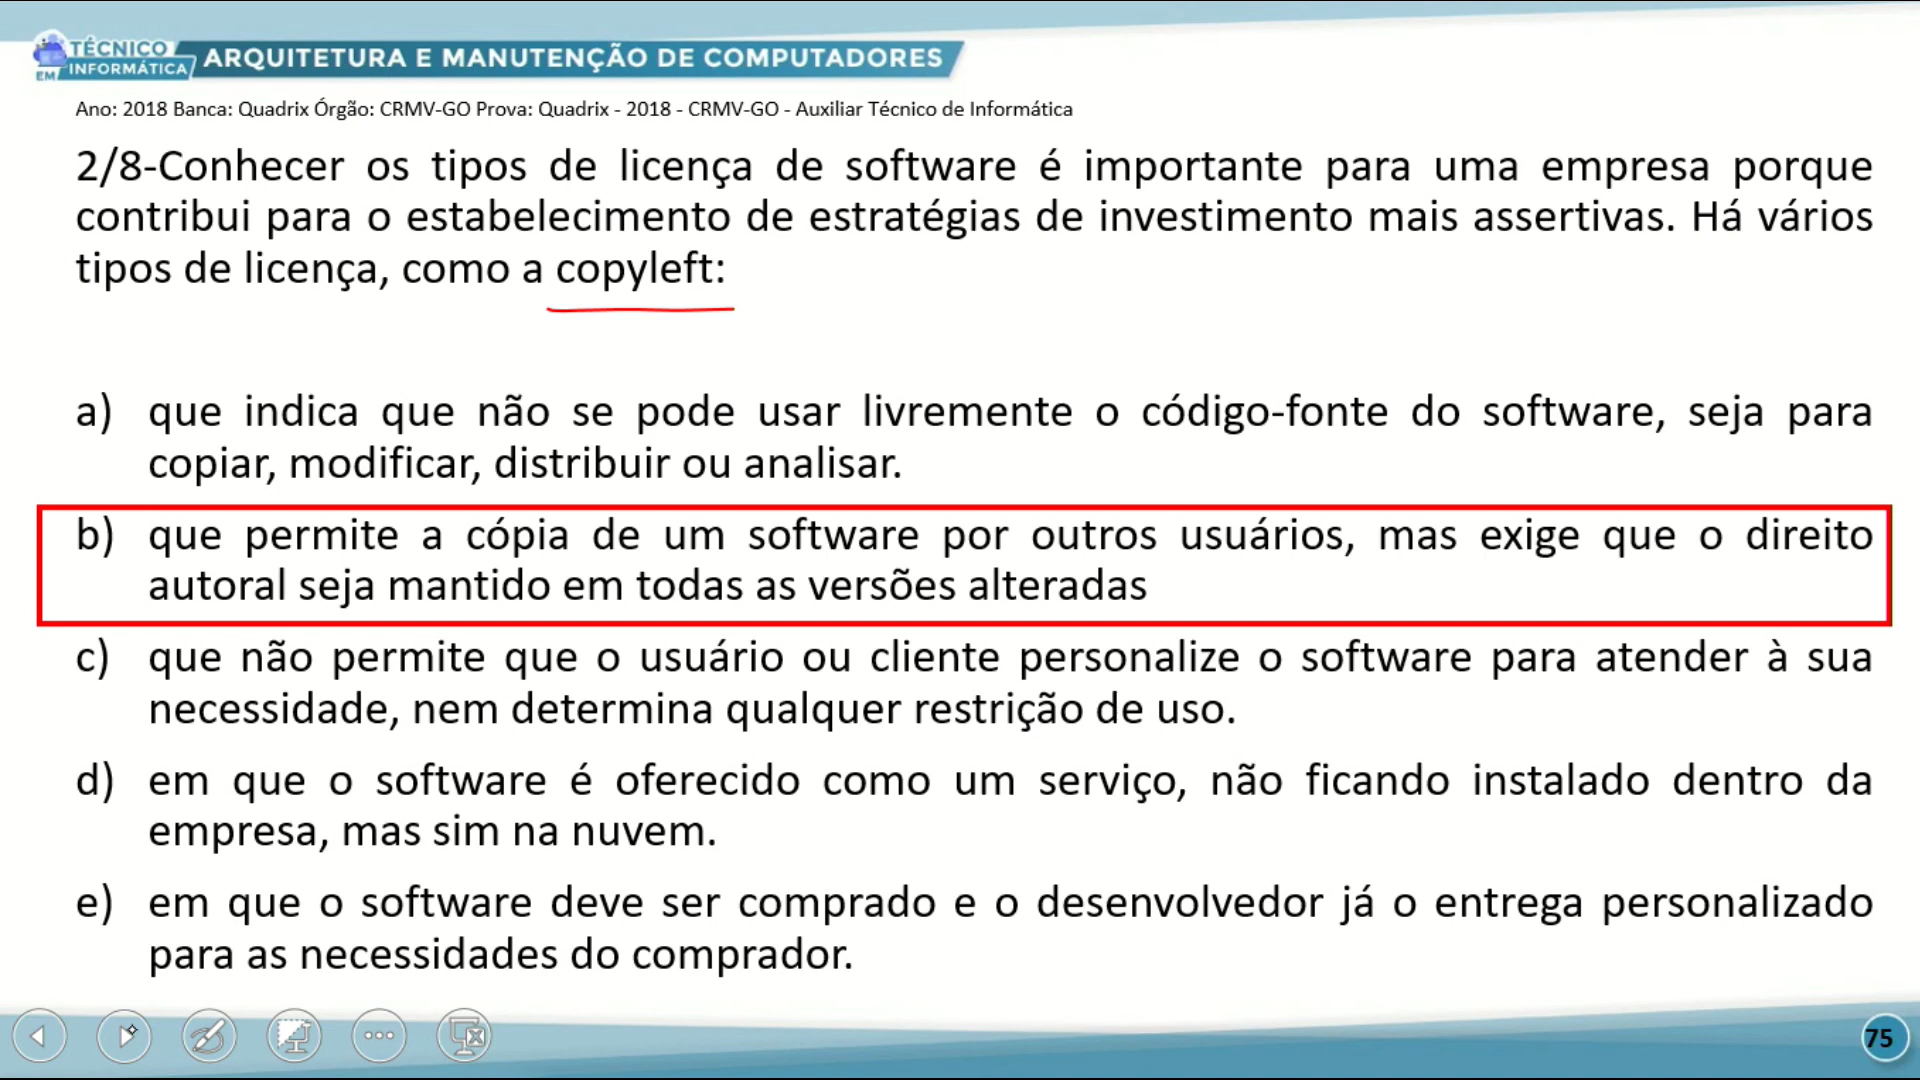 TÉCNICO
EM INFORMÁTICA
ARQUITETURA E MANUTENÇÃO DE COMPUTADORES
Ano: 2018 Banca: Quadrix Órgão: CRMV-GO Prova: Quadrix - 2018 - CRMV-GO - Auxiliar Técnico de Informática
2/8-Conhecer os tipos de licença de software é importante para uma empresa porque
contribui para o estabelecimento de estratégias de investimento mais assertivas. Há vários
tipos de licença, como a copyleft:
a) que indica que não se pode usar livremente o código-fonte do software, seja para
copiar, modificar, distribuir ou analisar.
b) que permite a cópia de um software por outros usuários, mas exige que o direito
autoral seja mantido em todas as versões alteradas
c) que não permite que o usuário ou cliente personalize o software para atender à sua
necessidade, nem determina qualquer restrição de uso.
d) em que o software é oferecido como um serviço, não ficando instalado dentro da
empresa, mas sim na nuvem.
e) em que o software deve ser comprado e o desenvolvedor já o entrega personalizado
para as necessidades do comprador.
75